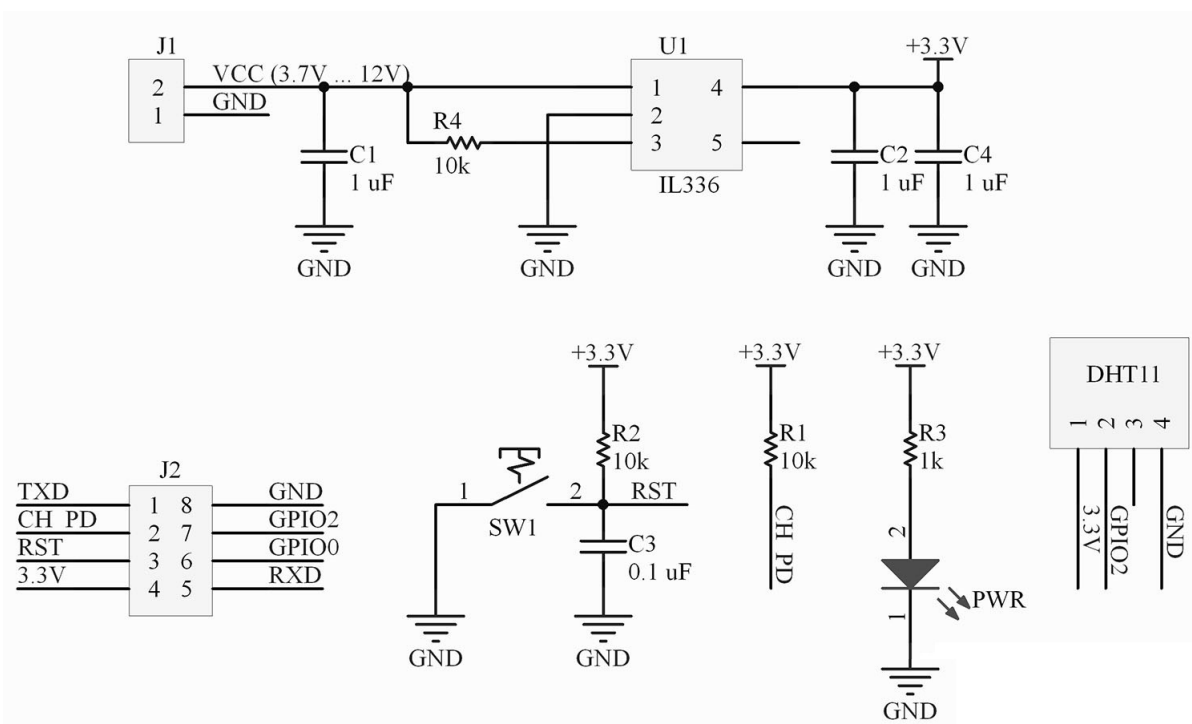 J1
2
1
VCC (3.7V ... 12V)
GND
C1
1 uF
GND
R4
10k
GND
U1
1 4
2
3 5
IL336
+3.3V
C2
1 uF
GND
C4
1 uF
GND
J2
TXD 1 8 GND
CH_PD 2 7 GPIO2
RST 3 6 GPIO0
3.3V 4 5 RXD
+3.3V
R2
10k
1
SW1
2
RST
C3
0.1 uF
GND
GND
+3.3V
R1
10k
CH_PD
+3.3V
R3
1k
2
PWR
1
GND
DHT11
1 2 3 4
3.3V
GPIO2
GND